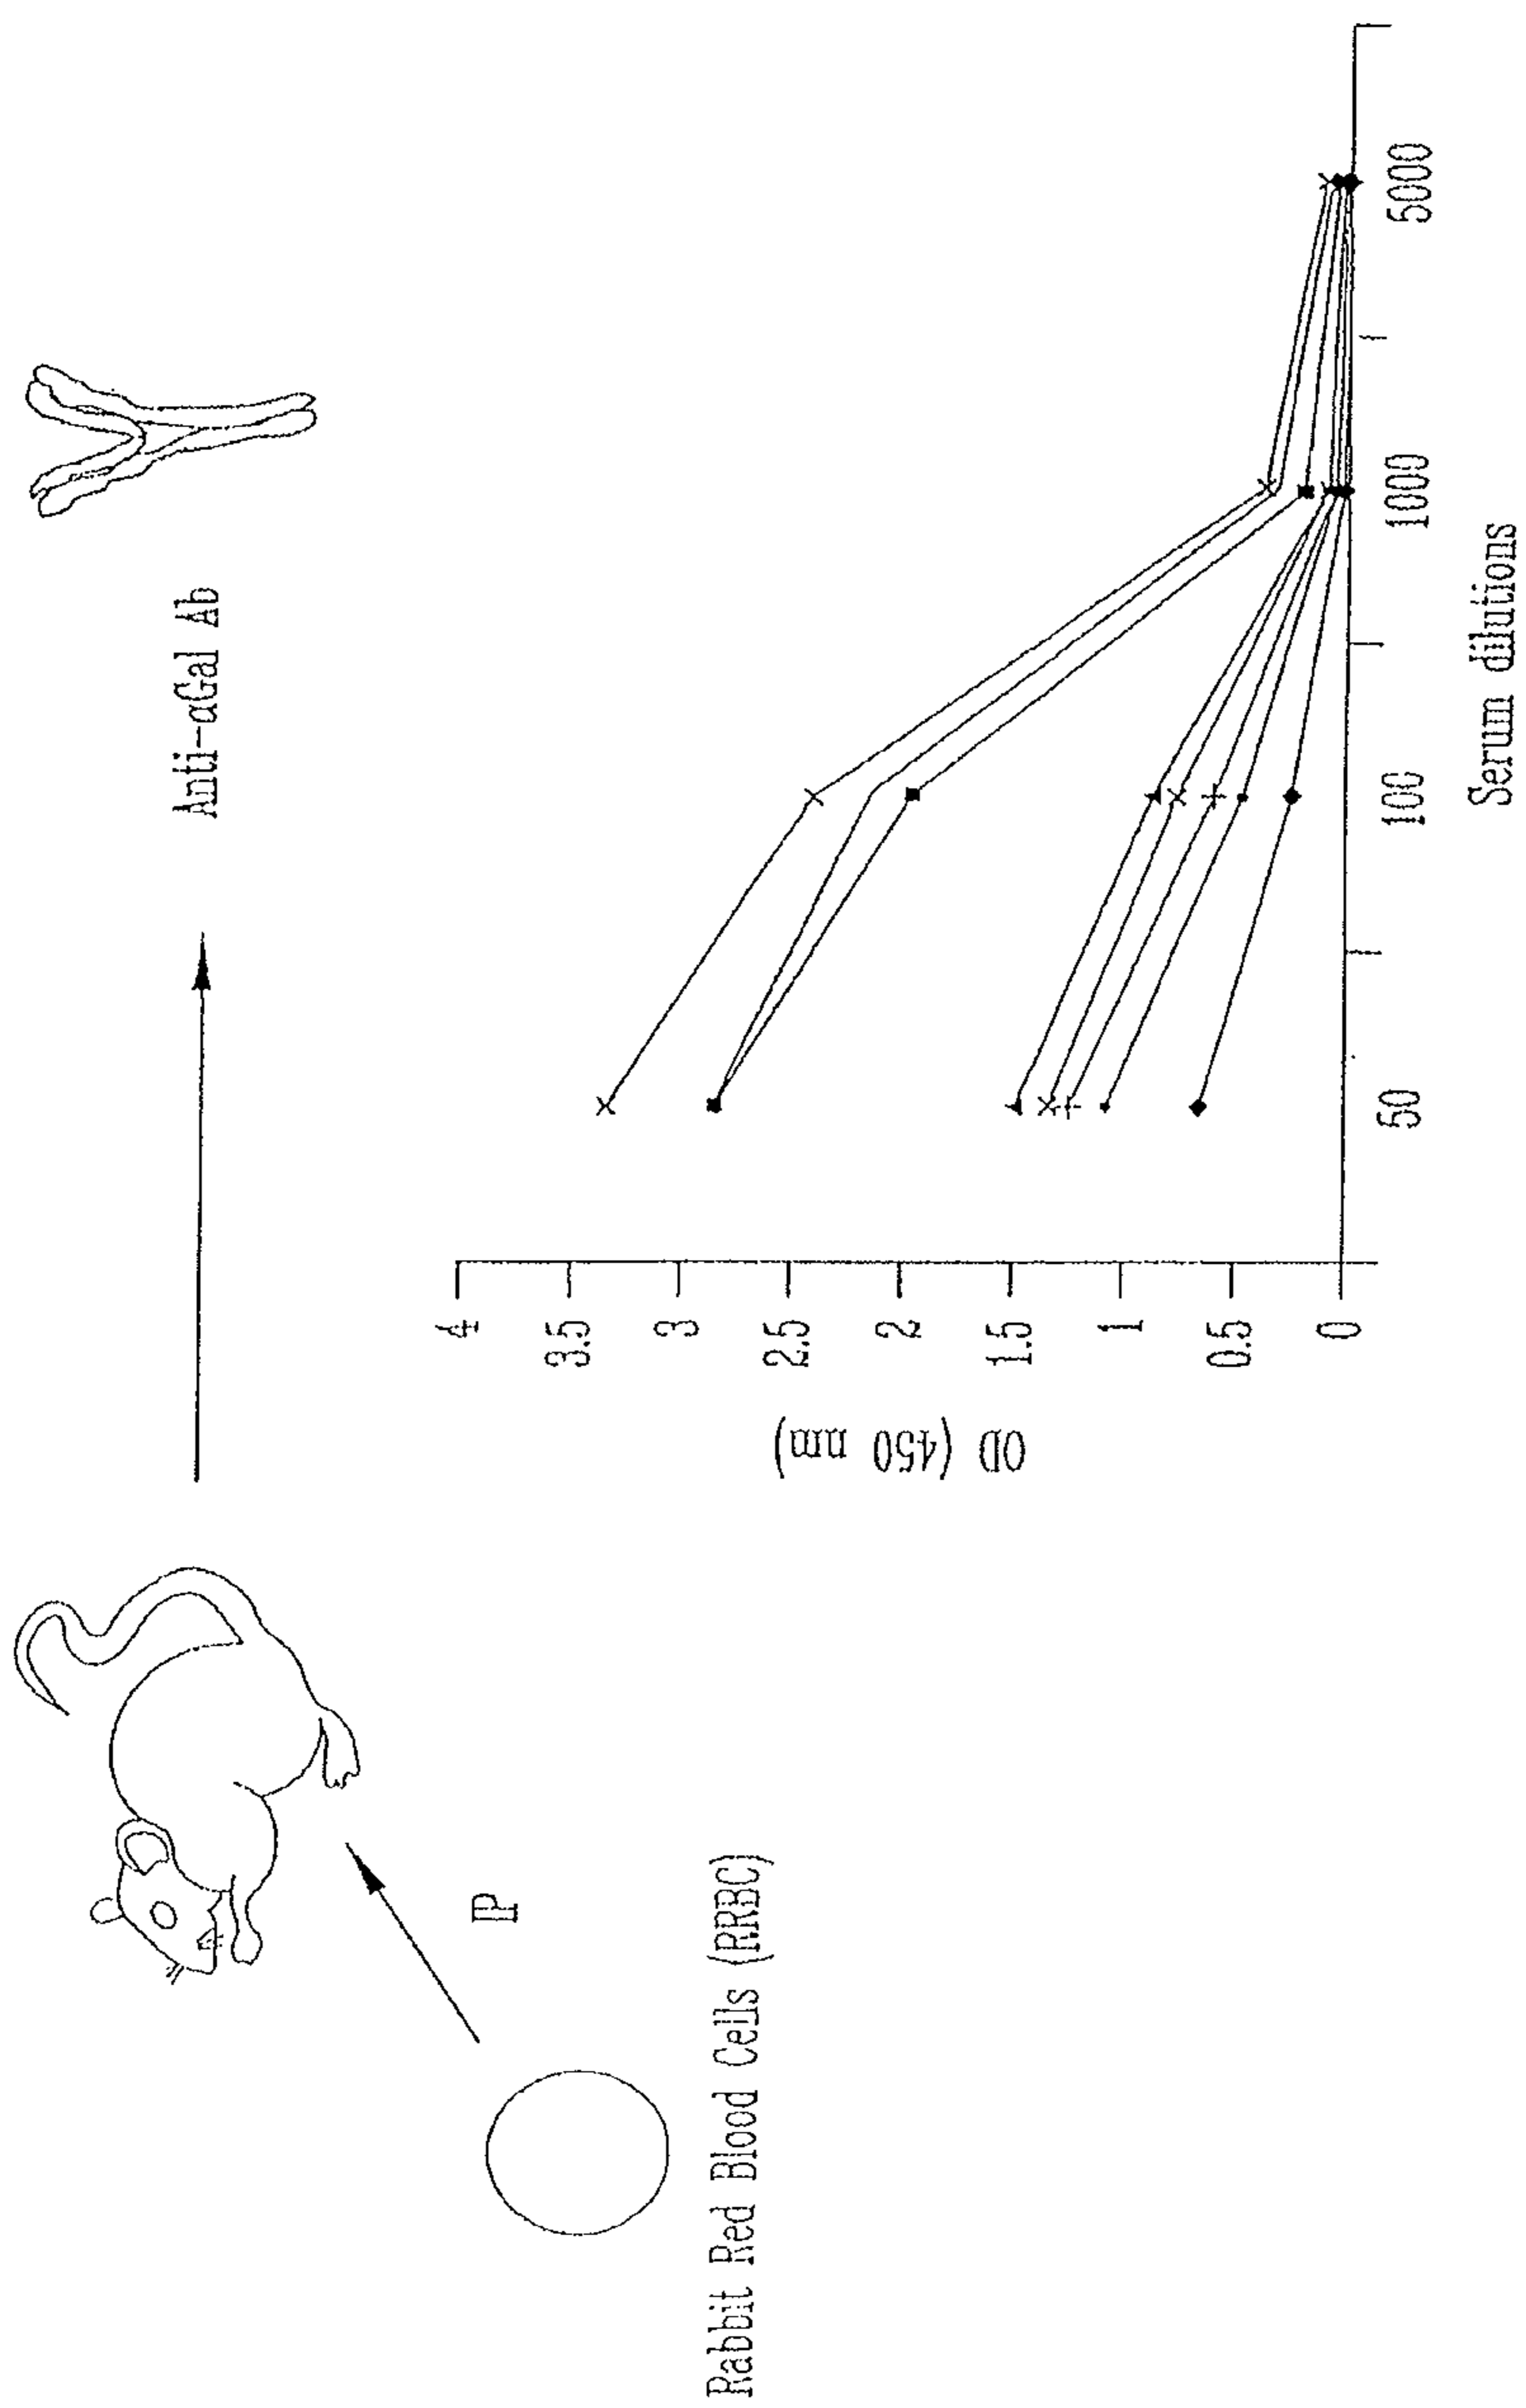 Rabbit Red Blood Cells (RRBC)
IP
Anti-αGal Ab
OD (450 nm)
4
3.5
3
2.5
2
1.5
1
0.5
0
50
100
1000
5000
Serum dilutions